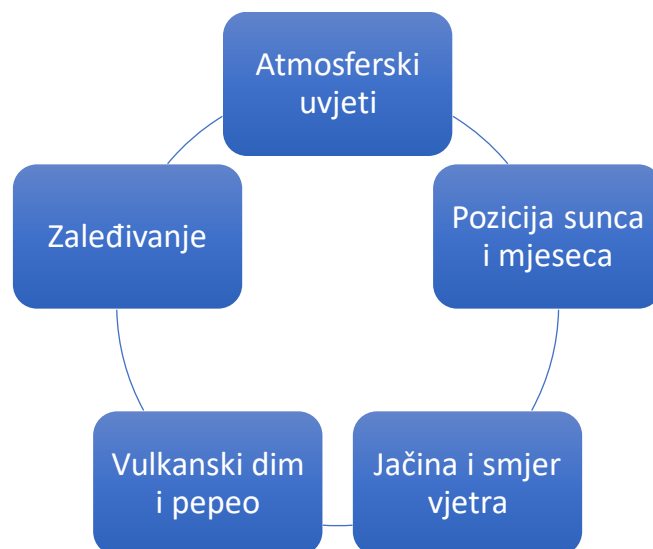 Atmosferski
uvjeti
Pozicija sunca
i mjeseca
Jačina i smjer
vjetra
Vulkanski dim
i pepeo
Zaleđivanje